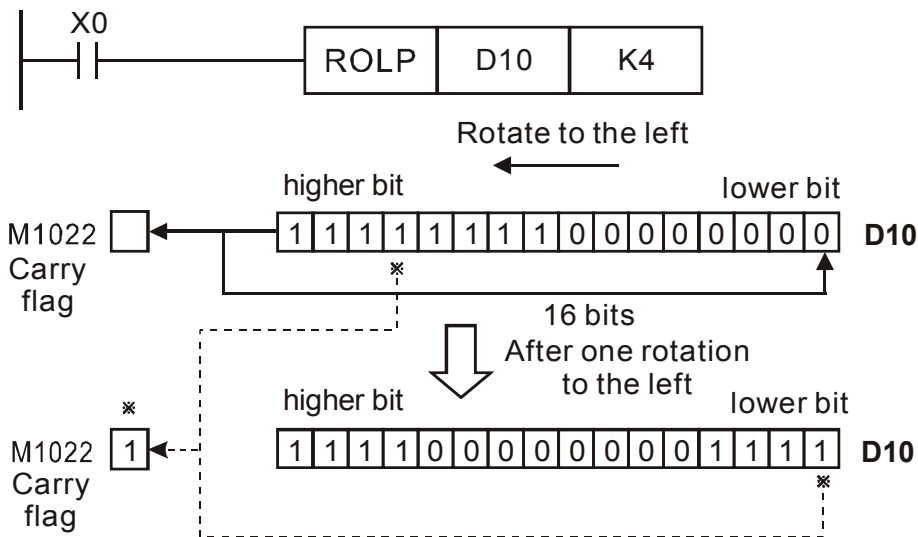 X0
ROLP D10 K4
Rotate to the left
higher bit lower bit
M1022 1 1 1 1 1 1 1 1 0 0 0 0 0 0 0 0 D10
Carry
flag
※
16 bits
After one rotation
to the left
higher bit lower bit
※
M1022 1 1 1 1 1 0 0 0 0 0 0 0 0 1 1 1 1 D10
Carry
flag
※